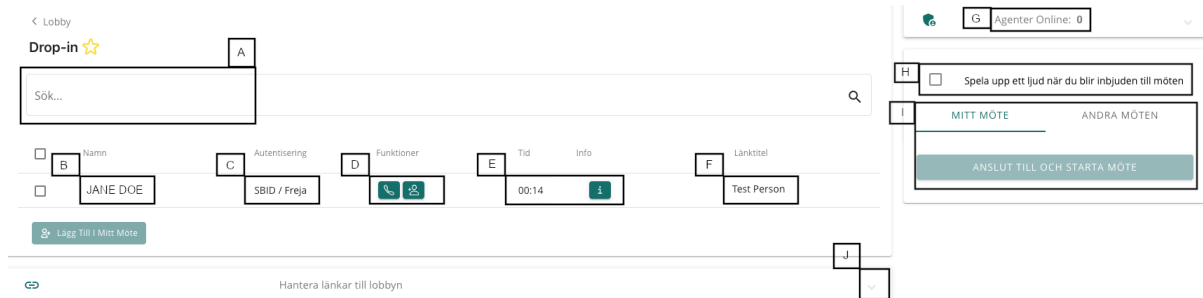 Lobby
Drop-in
A
Sök...
Namn
Autentisering
Funktioner
Tid
Info
Länktitel
B
C
D
E
F
JANE DOE
SBID / Freja
00:14
i
Test Person
Lägg Till I Mitt Möte
J
Hantera länkar till lobbyn
G
Agenter Online: 0
H
Spela upp ett ljud när du blir inbjuden till möten
I
MITT MÖTE
ANDRA MÖTEN
ANSLUT TILL OCH STARTA MÖTE